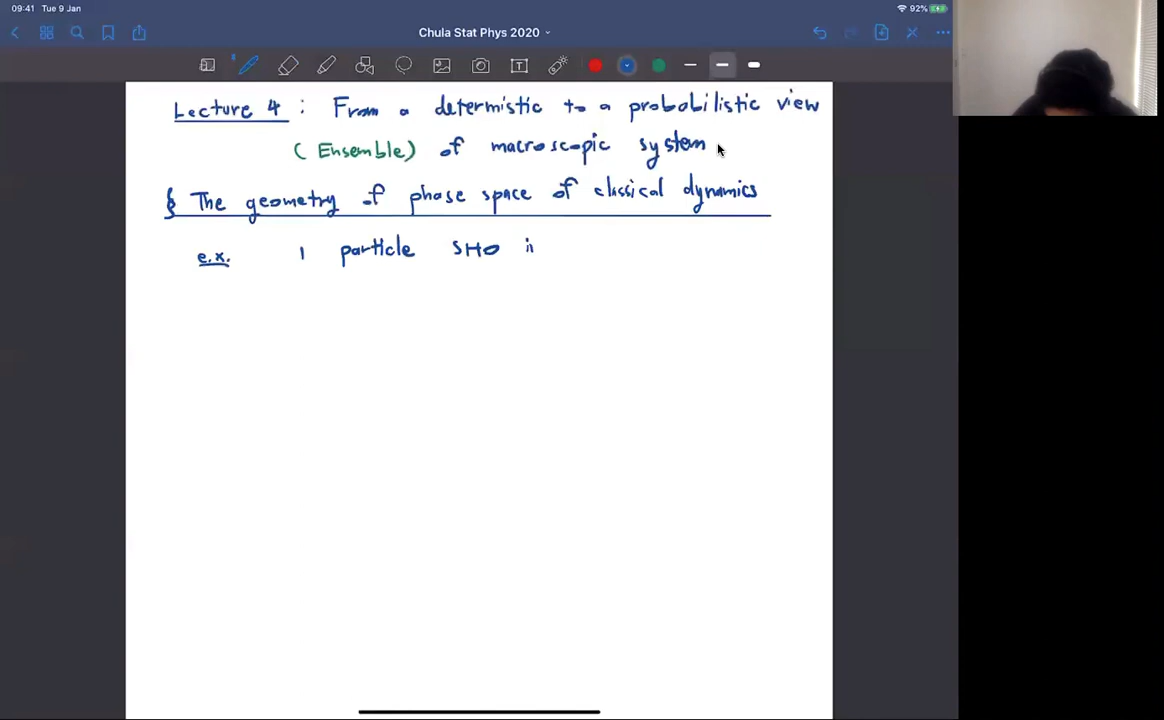 09:41 Tue 9 Jan
92%
Chula Stat Phys 2020
Lecture 4 : From a determistic to a probabilistic view
(Ensemble) of macroscopic system
§ The geometry of phase space of classical dynamics
e.x. 1 particle SHO i